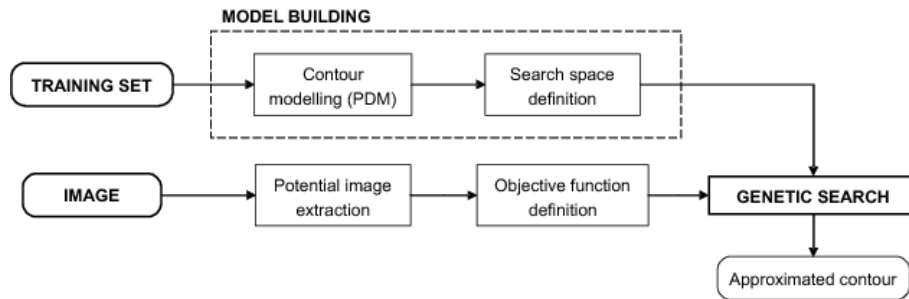 MODEL BUILDING
TRAINING SET
Contour
modelling (PDM)
Search space
definition
IMAGE
Potential image
extraction
Objective function
definition
GENETIC SEARCH
Approximated contour